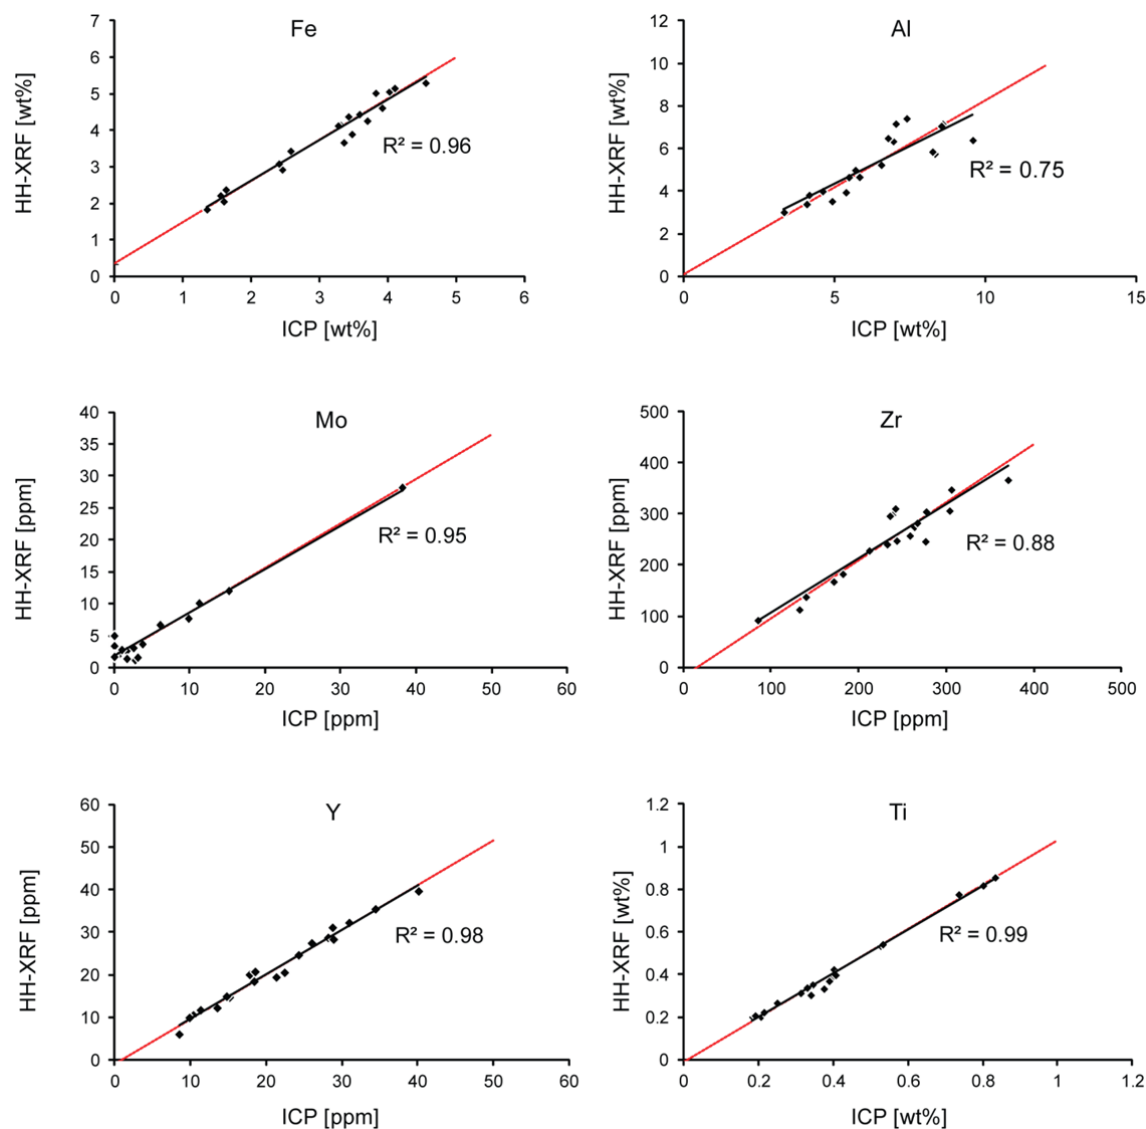 Fe
HH-XRF [wt%]
7
6
5
4
3
2
1
0
R² = 0.96
0 1 2 3 4 5 6
ICP [wt%]
Al
HH-XRF [wt%]
12
10
8
6
4
2
0
R² = 0.75
0 5 10 15
ICP [wt%]
Mo
HH-XRF [ppm]
40
35
30
25
20
15
10
5
0
R² = 0.95
0 10 20 30 40 50 60
ICP [ppm]
Zr
HH-XRF [ppm]
500
400
300
200
100
0
R² = 0.88
0 100 200 300 400 500
ICP [ppm]
Y
HH-XRF [ppm]
60
50
40
30
20
10
0
R² = 0.98
0 10 20 30 40 50 60
ICP [ppm]
Ti
HH-XRF [wt%]
1.2
1
0.8
0.6
0.4
0.2
0
R² = 0.99
0 0.2 0.4 0.6 0.8 1 1.2
ICP [wt%]